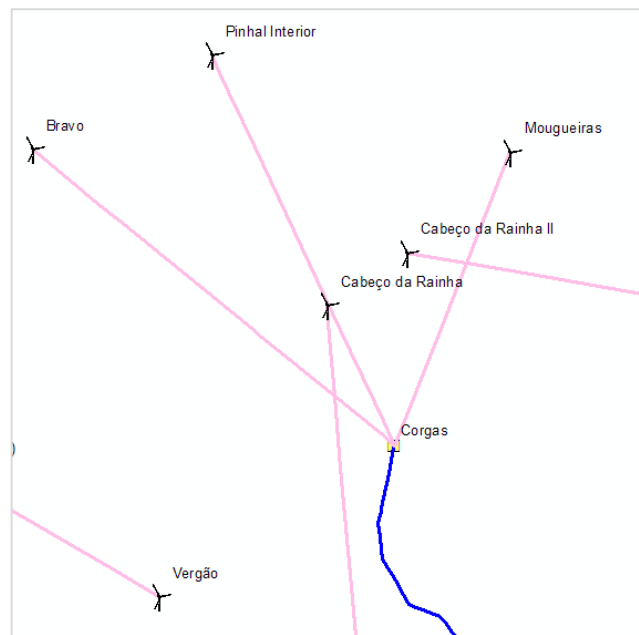 Pinhal Interior
Bravo
Mougueiras
Cabeço da Rainha II
Cabeço da Rainha
Corgas
)
Vergão